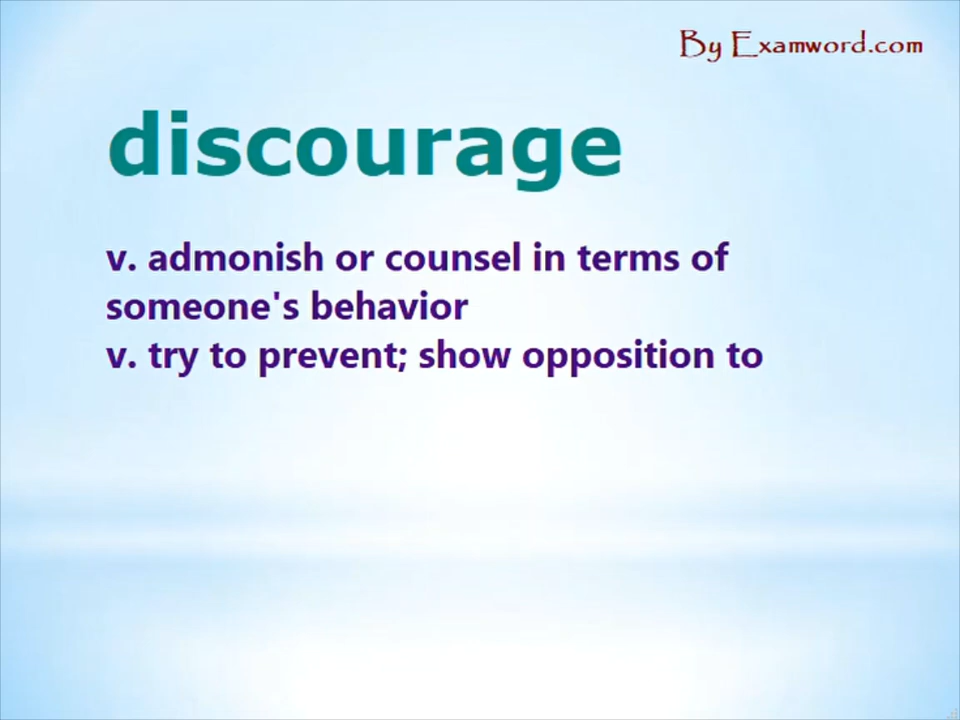 By Examword.com
discourage
v. admonish or counsel in terms of
someone's behavior
v. try to prevent; show opposition to